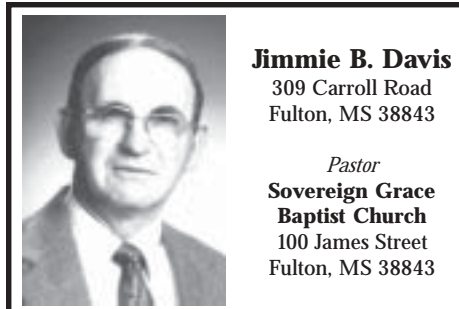 Jimmie B. Davis
309 Carroll Road
Fulton, MS 38843
Pastor
Sovereign Grace
Baptist Church
100 James Street
Fulton, MS 38843